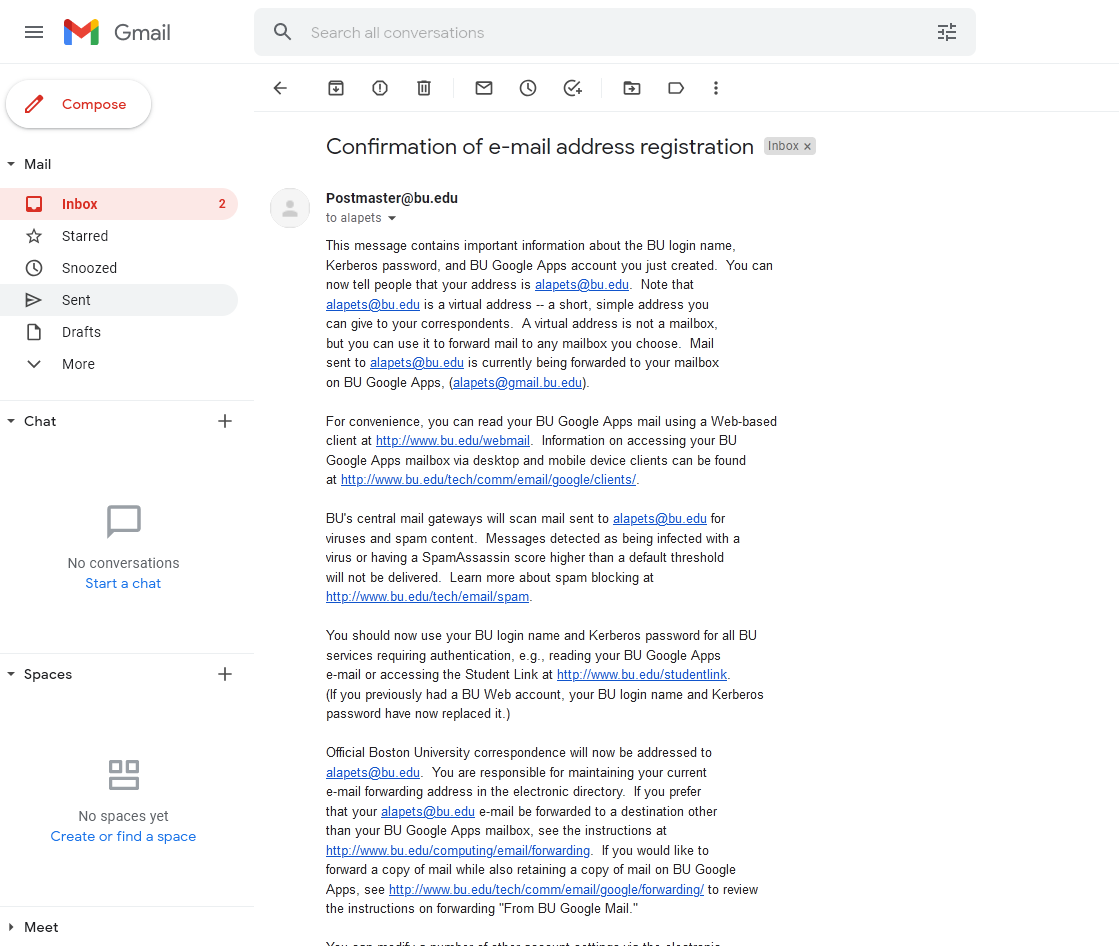 Gmail
Search all conversations
Compose
Mail
Inbox 2
Starred
Snoozed
Sent
Drafts
More
Chat
No conversations
Start a chat
Spaces
No spaces yet
Create or find a space
Meet
Confirmation of e-mail address registration Inbox ×
Postmaster@bu.edu
to alapets
This message contains important information about the BU login name,
Kerberos password, and BU Google Apps account you just created.  You can
now tell people that your address is alapets@bu.edu.  Note that
alapets@bu.edu is a virtual address -- a short, simple address you
can give to your correspondents.  A virtual address is not a mailbox,
but you can use it to forward mail to any mailbox you choose.  Mail
sent to alapets@bu.edu is currently being forwarded to your mailbox
on BU Google Apps, (alapets@gmail.bu.edu).
For convenience, you can read your BU Google Apps mail using a Web-based
client at http://www.bu.edu/webmail.  Information on accessing your BU
Google Apps mailbox via desktop and mobile device clients can be found
at http://www.bu.edu/tech/comm/email/google/clients/.
BU's central mail gateways will scan mail sent to alapets@bu.edu for
viruses and spam content.  Messages detected as being infected with a
virus or having a SpamAssassin score higher than a default threshold
will not be delivered.  Learn more about spam blocking at
http://www.bu.edu/tech/email/spam.
You should now use your BU login name and Kerberos password for all BU
services requiring authentication, e.g., reading your BU Google Apps
e-mail or accessing the Student Link at http://www.bu.edu/studentlink.
(If you previously had a BU Web account, your BU login name and Kerberos
password have now replaced it.)
Official Boston University correspondence will now be addressed to
alapets@bu.edu.  You are responsible for maintaining your current
e-mail forwarding address in the electronic directory.  If you prefer
that your alapets@bu.edu e-mail be forwarded to a destination other
than your BU Google Apps mailbox, see the instructions at
http://www.bu.edu/computing/email/forwarding.  If you would like to
forward a copy of mail while also retaining a copy of mail on BU Google
Apps, see http://www.bu.edu/tech/comm/email/google/forwarding/ to review
the instructions on forwarding "From BU Google Mail."
You can modify a number of other account settings via the electronic